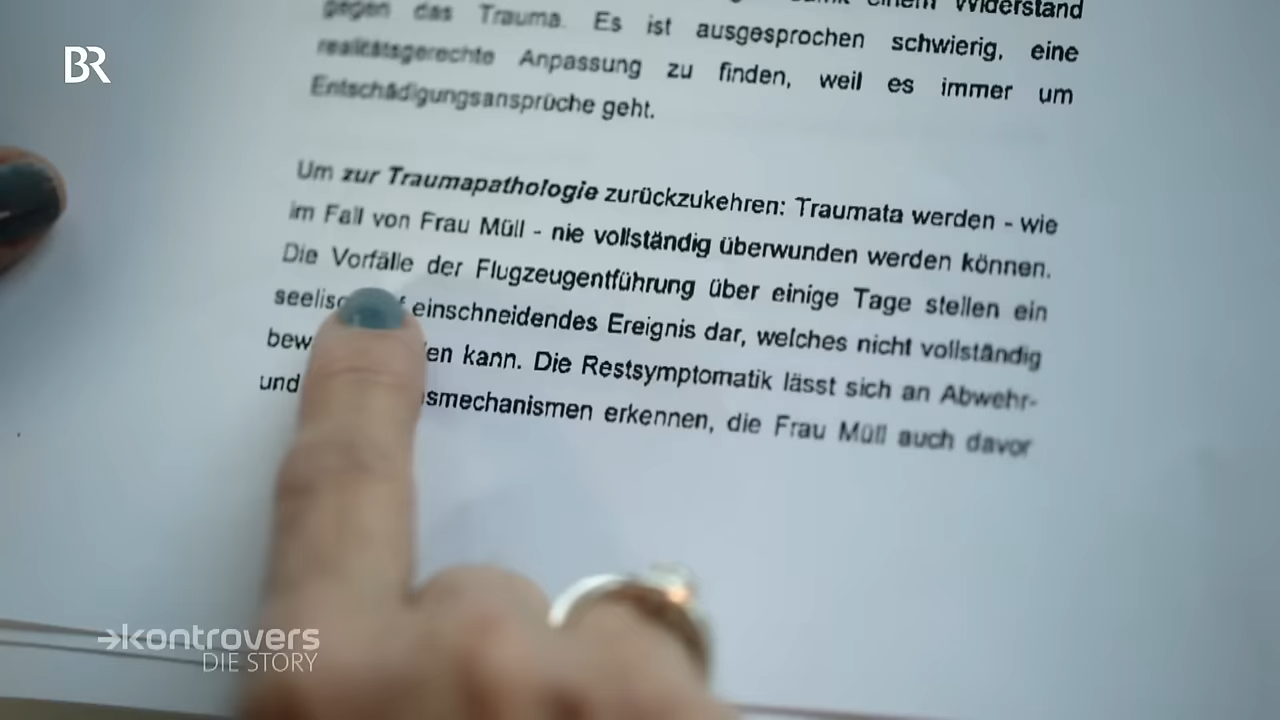 BR
einem Widerstand
gegen das Trauma. Es ist ausgesprochen schwierig, eine
realitätsgerechte Anpassung zu finden, weil es immer um
Entschädigungsansprüche geht.
Um zur Traumapathologie zurückzukehren: Traumata werden - wie
im Fall von Frau Müll - nie vollständig überwunden werden können.
Die Vorfälle der Flugzeugentführung über einige Tage stellen ein
einschneidendes Ereignis dar, welches nicht vollständig
kann. Die Restsymptomatik lässt sich an Abwehr-
und smechanismen erkennen, die Frau Müll auch davor
kontrovers
DIE STORY